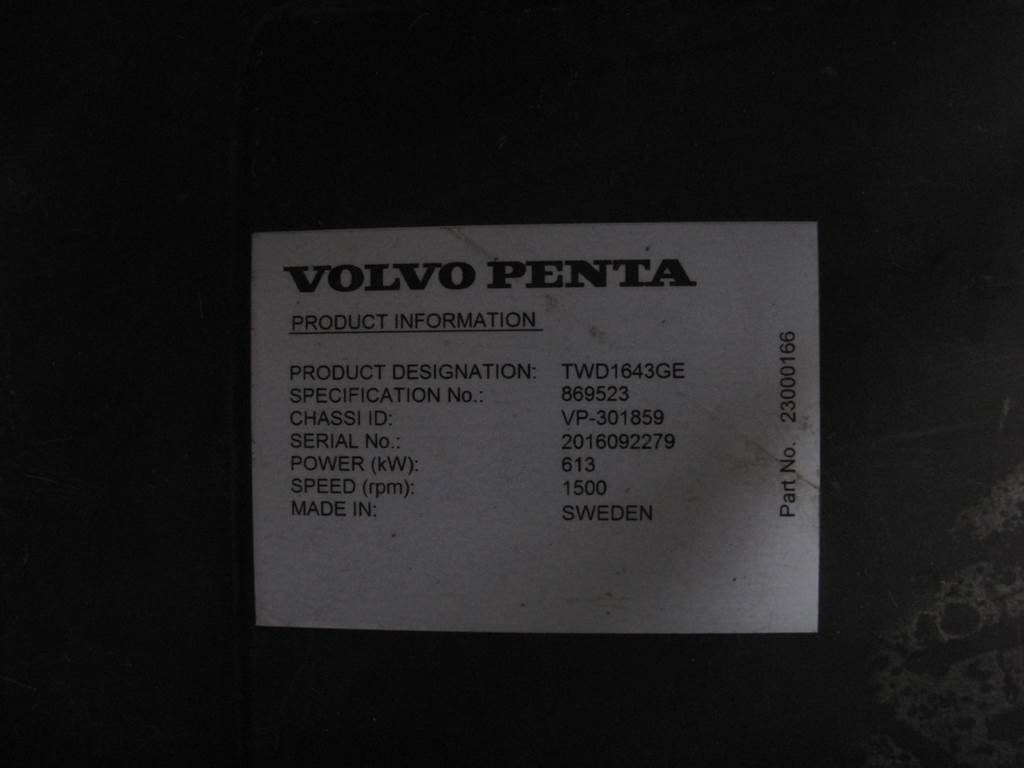 VOLVO PENTA
PRODUCT INFORMATION
PRODUCT DESIGNATION: TWD1643GE
SPECIFICATION No.: 869523
CHASSI ID: VP-301859
SERIAL No.: 2016092279
POWER (kW): 613
SPEED (rpm): 1500
MADE IN: SWEDEN
Part No. 23000166